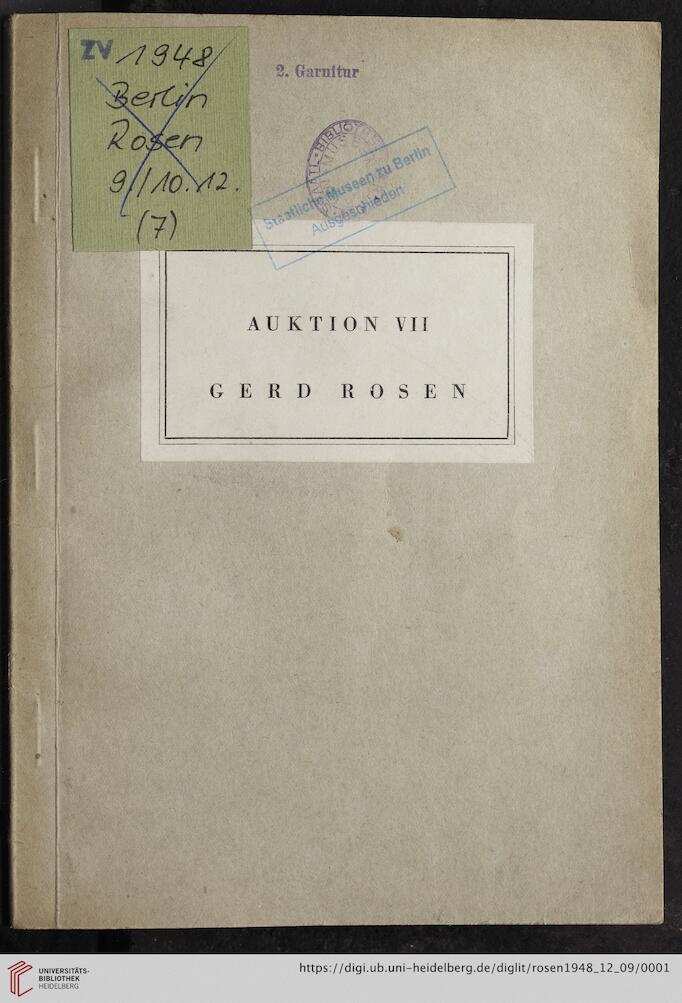 ZV 1948
Berlin
Rosen
9./10.12.
(7)
2. Garnitur
Staatliche Museen zu Berlin
Ausgeschieden
AUKTION VII
GERD ROSEN
UNIVERSITÄTS-
BIBLIOTHEK
HEIDELBERG
https://digi.ub.uni-heidelberg.de/diglit/rosen1948_12_09/0001